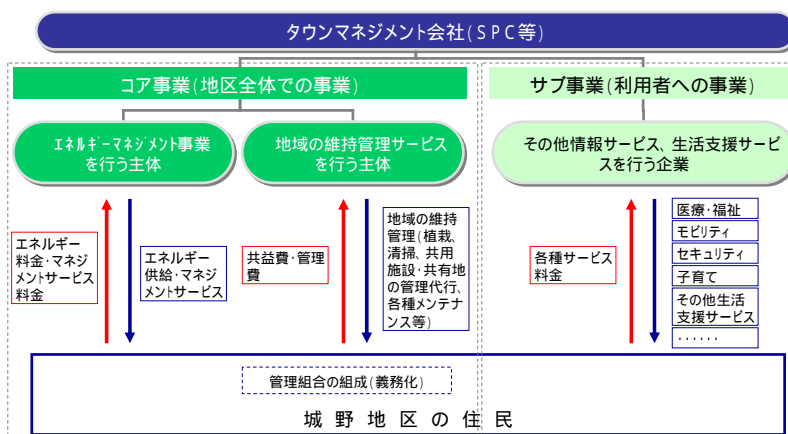 タウンマネジメント会社(ＳＰＣ等)
コア事業(地区全体での事業)
サブ事業(利用者への事業)
ｴﾈﾙｷﾞｰﾏﾈｼﾞﾒﾝﾄ事業
を行う主体
地域の維持管理サービス
を行う主体
その他情報サービス、生活支援サービ
スを行う企業
エネルギー
料金・マネジ
メントサービス
料金
エネルギー
供給・マネジ
メントサービス
共益費・管理
費
地域の維持
管理(植栽、
清掃、共用
施設・共有地
の管理代行、
各種メンテナ
ンス等)
各種サービス
料金
医療・福祉
モビリティ
セキュリティ
子育て
その他生活
支援サービス
・・・・・・
管理組合の組成(義務化)
城野地区の住民